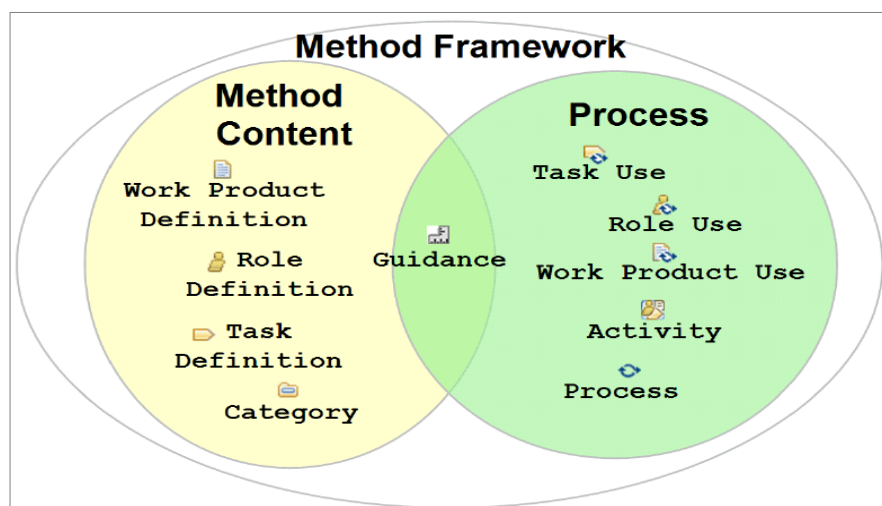 Method Framework
Method
Content
Work Product
Definition
Role
Definition
Task
Definition
Category
Guidance
Process
Task Use
Role Use
Work Product Use
Activity
Process